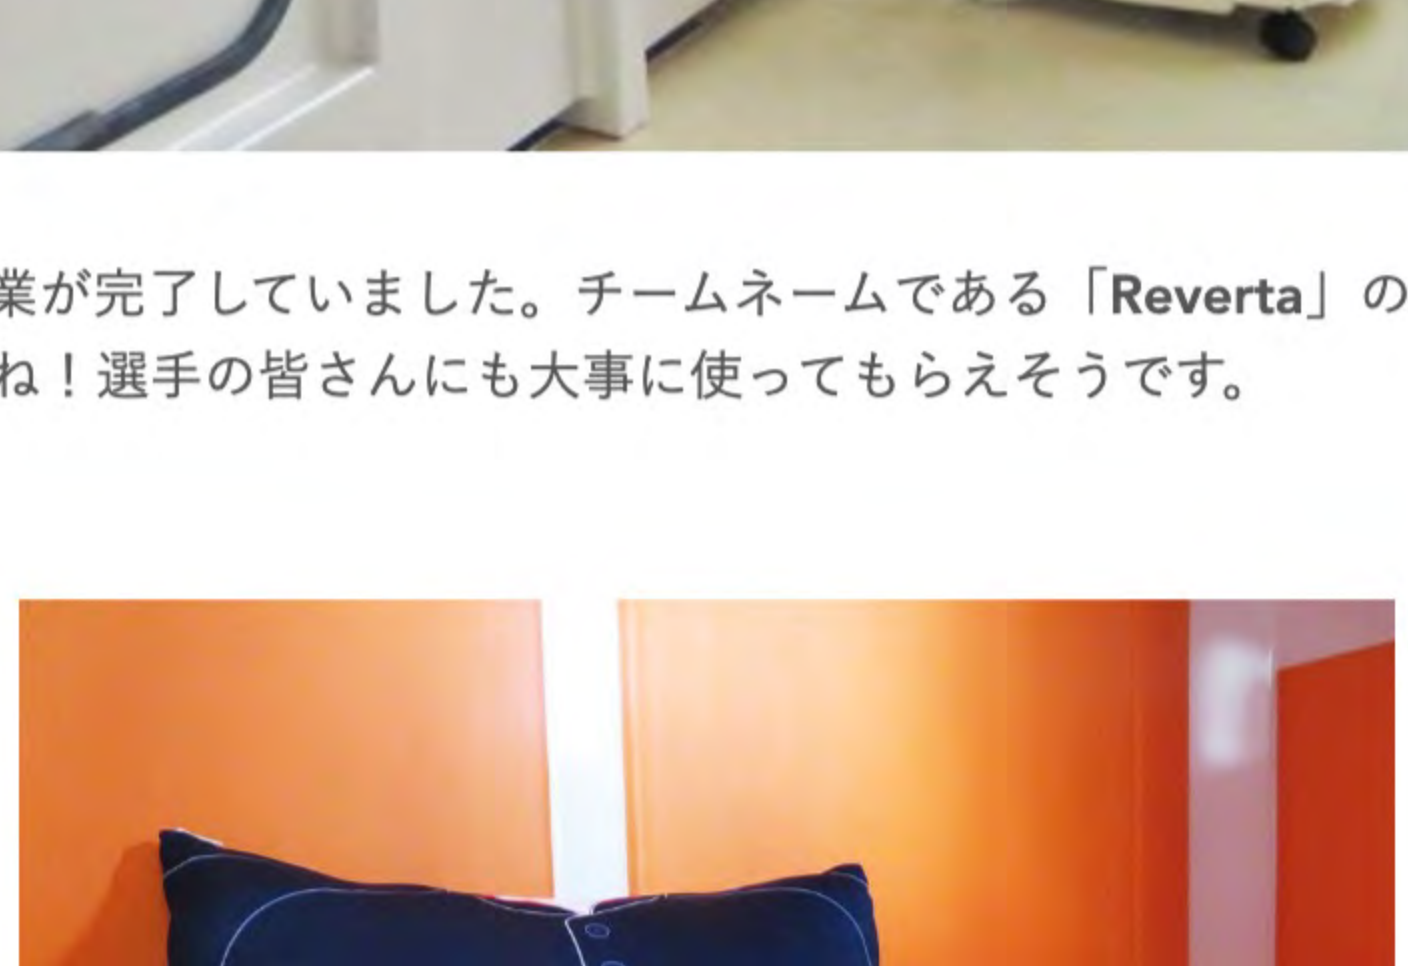 業が完了していました。チームネームである「Reverta」の
ね！選手の皆さんにも大事に使ってもらえそうです。